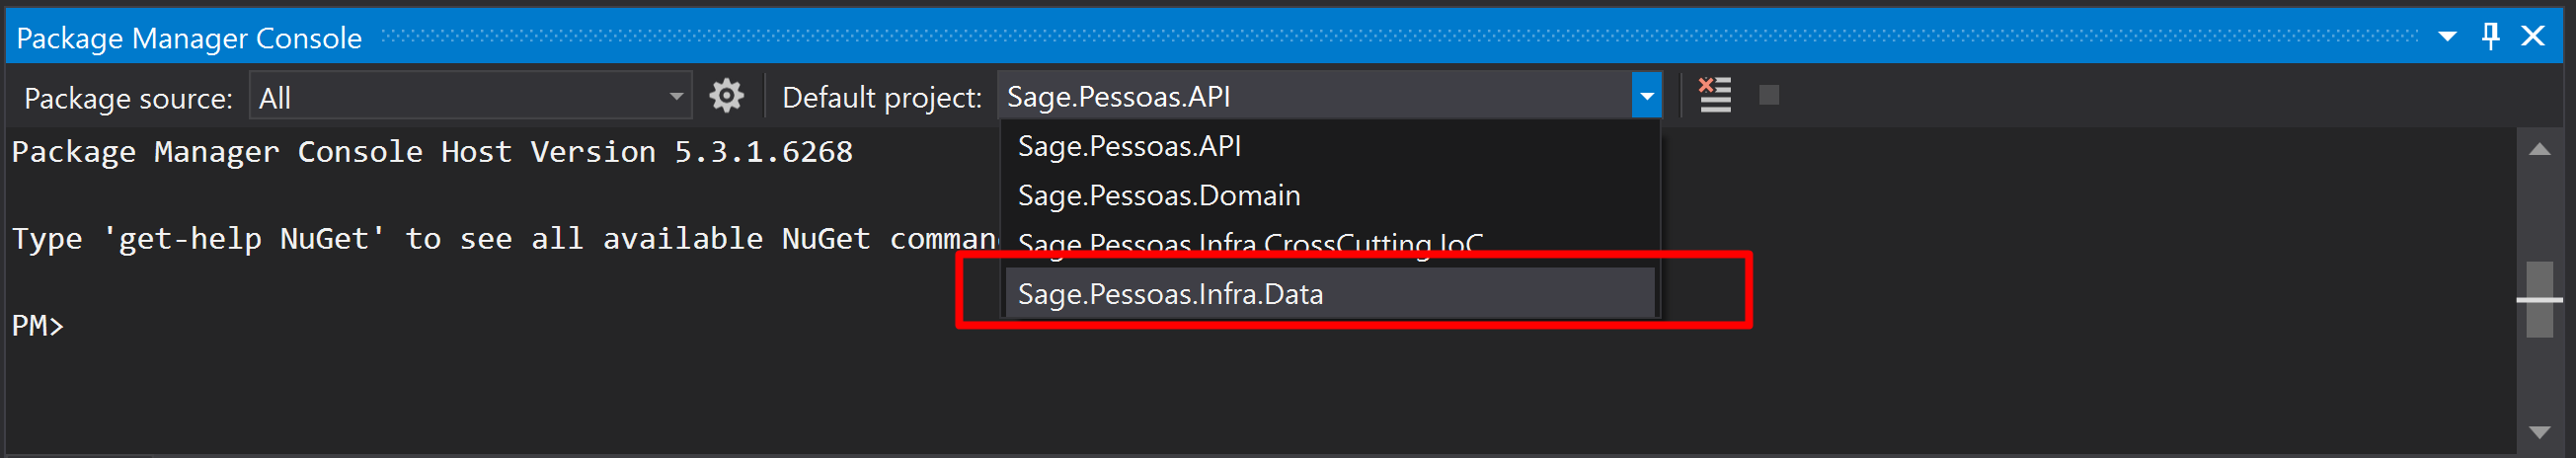 Package Manager Console
Package source: All Default project: Sage.Pessoas.API
Package Manager Console Host Version 5.3.1.6268
Sage.Pessoas.API
Sage.Pessoas.Domain
Type 'get-help NuGet' to see all available NuGet comman
Sage.Pessoas.Infra.CrossCutting.IoC
Sage.Pessoas.Infra.Data
PM>